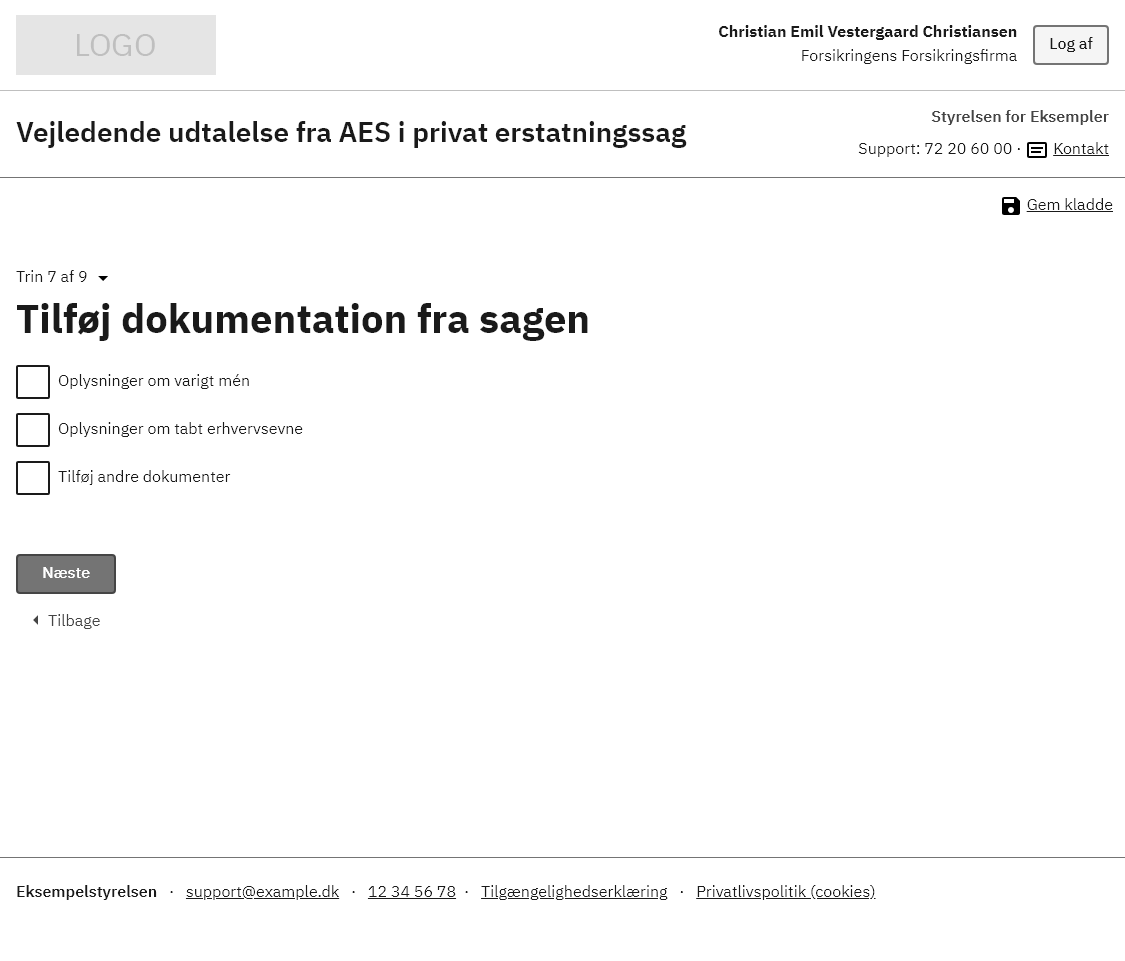 LOGO
Christian Emil Vestergaard Christiansen
Forsikringens Forsikringsfirma
Log af
Vejledende udtalelse fra AES i privat erstatningssag
Styrelsen for Eksempler
Support: 72 20 60 00 · Kontakt
Gem kladde
Trin 7 af 9
Tilføj dokumentation fra sagen
Oplysninger om varigt mén
Oplysninger om tabt erhvervsevne
Tilføj andre dokumenter
Næste
Tilbage
Eksempelstyrelsen · support@example.dk · 12 34 56 78 · Tilgængelighedserklæring · Privatlivspolitik (cookies)